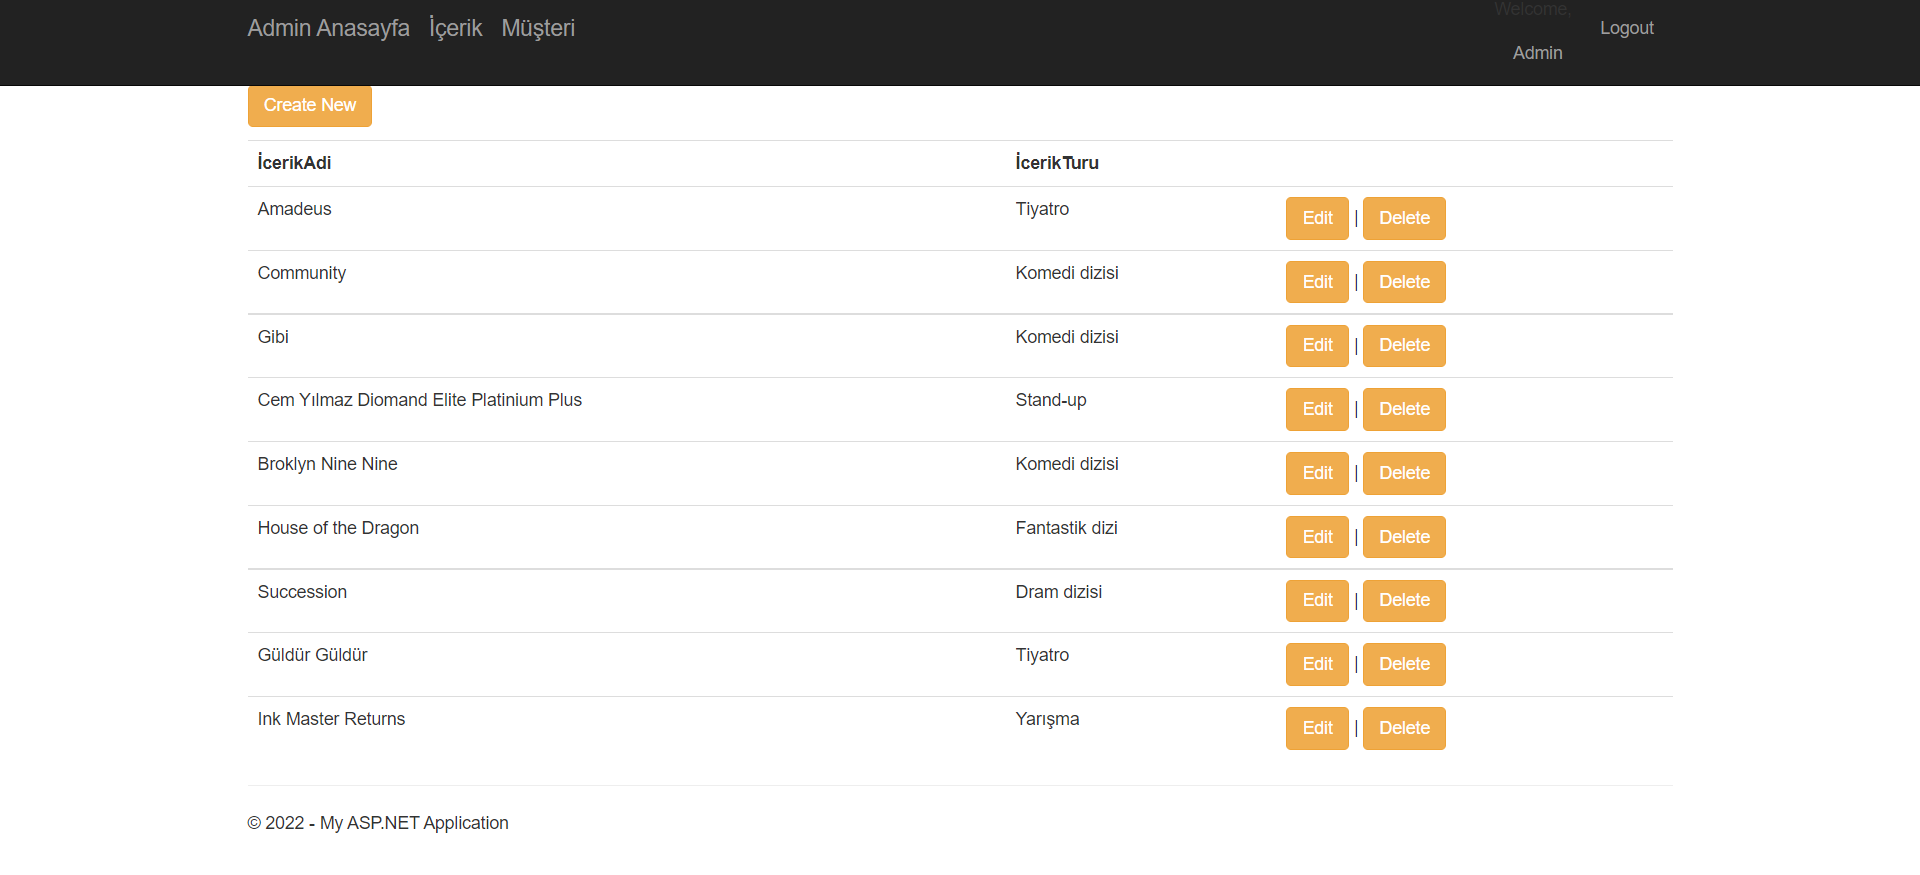 Admin Anasayfa İçerik Müşteri
Welcome,
Admin
Logout
Create New
İcerikAdi İcerikTuru
Amadeus Tiyatro Edit | Delete
Community Komedi dizisi Edit | Delete
Gibi Komedi dizisi Edit | Delete
Cem Yılmaz Diomand Elite Platinium Plus Stand-up Edit | Delete
Broklyn Nine Nine Komedi dizisi Edit | Delete
House of the Dragon Fantastik dizi Edit | Delete
Succession Dram dizisi Edit | Delete
Güldür Güldür Tiyatro Edit | Delete
Ink Master Returns Yarışma Edit | Delete
© 2022 - My ASP.NET Application